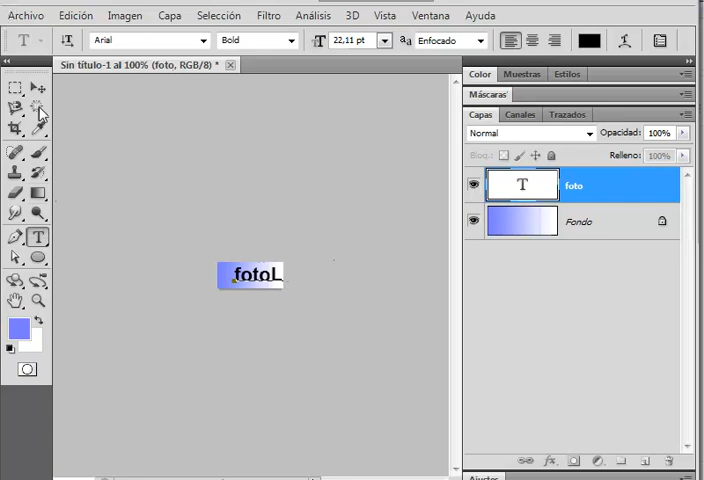 Archivo Edición Imagen Capa Selección Filtro Análisis 3D Vista Ventana Ayuda
T T Arial Bold T 22,11 pt aa Enfocado
Sin título-1 al 100% (foto, RGB/8) *
Color Muestras Estilos
Máscaras
Capas Canales Trazados
Normal Opacidad: 100%
Bloq.: Relleno: 100%
T foto
Fondo
T
foto
Ajustes